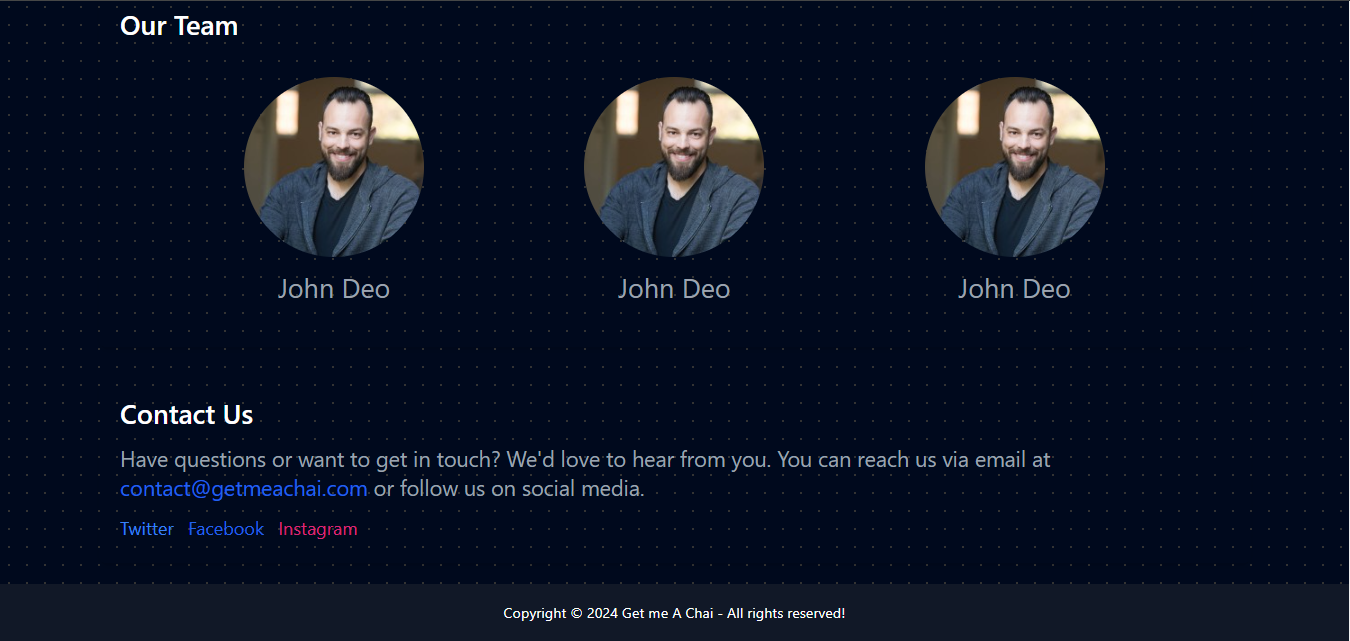 Our Team
John Deo
John Deo
John Deo
Contact Us
Have questions or want to get in touch? We'd love to hear from you. You can reach us via email at
contact@getmeachai.com or follow us on social media.
Twitter Facebook Instagram
Copyright © 2024 Get me A Chai - All rights reserved!